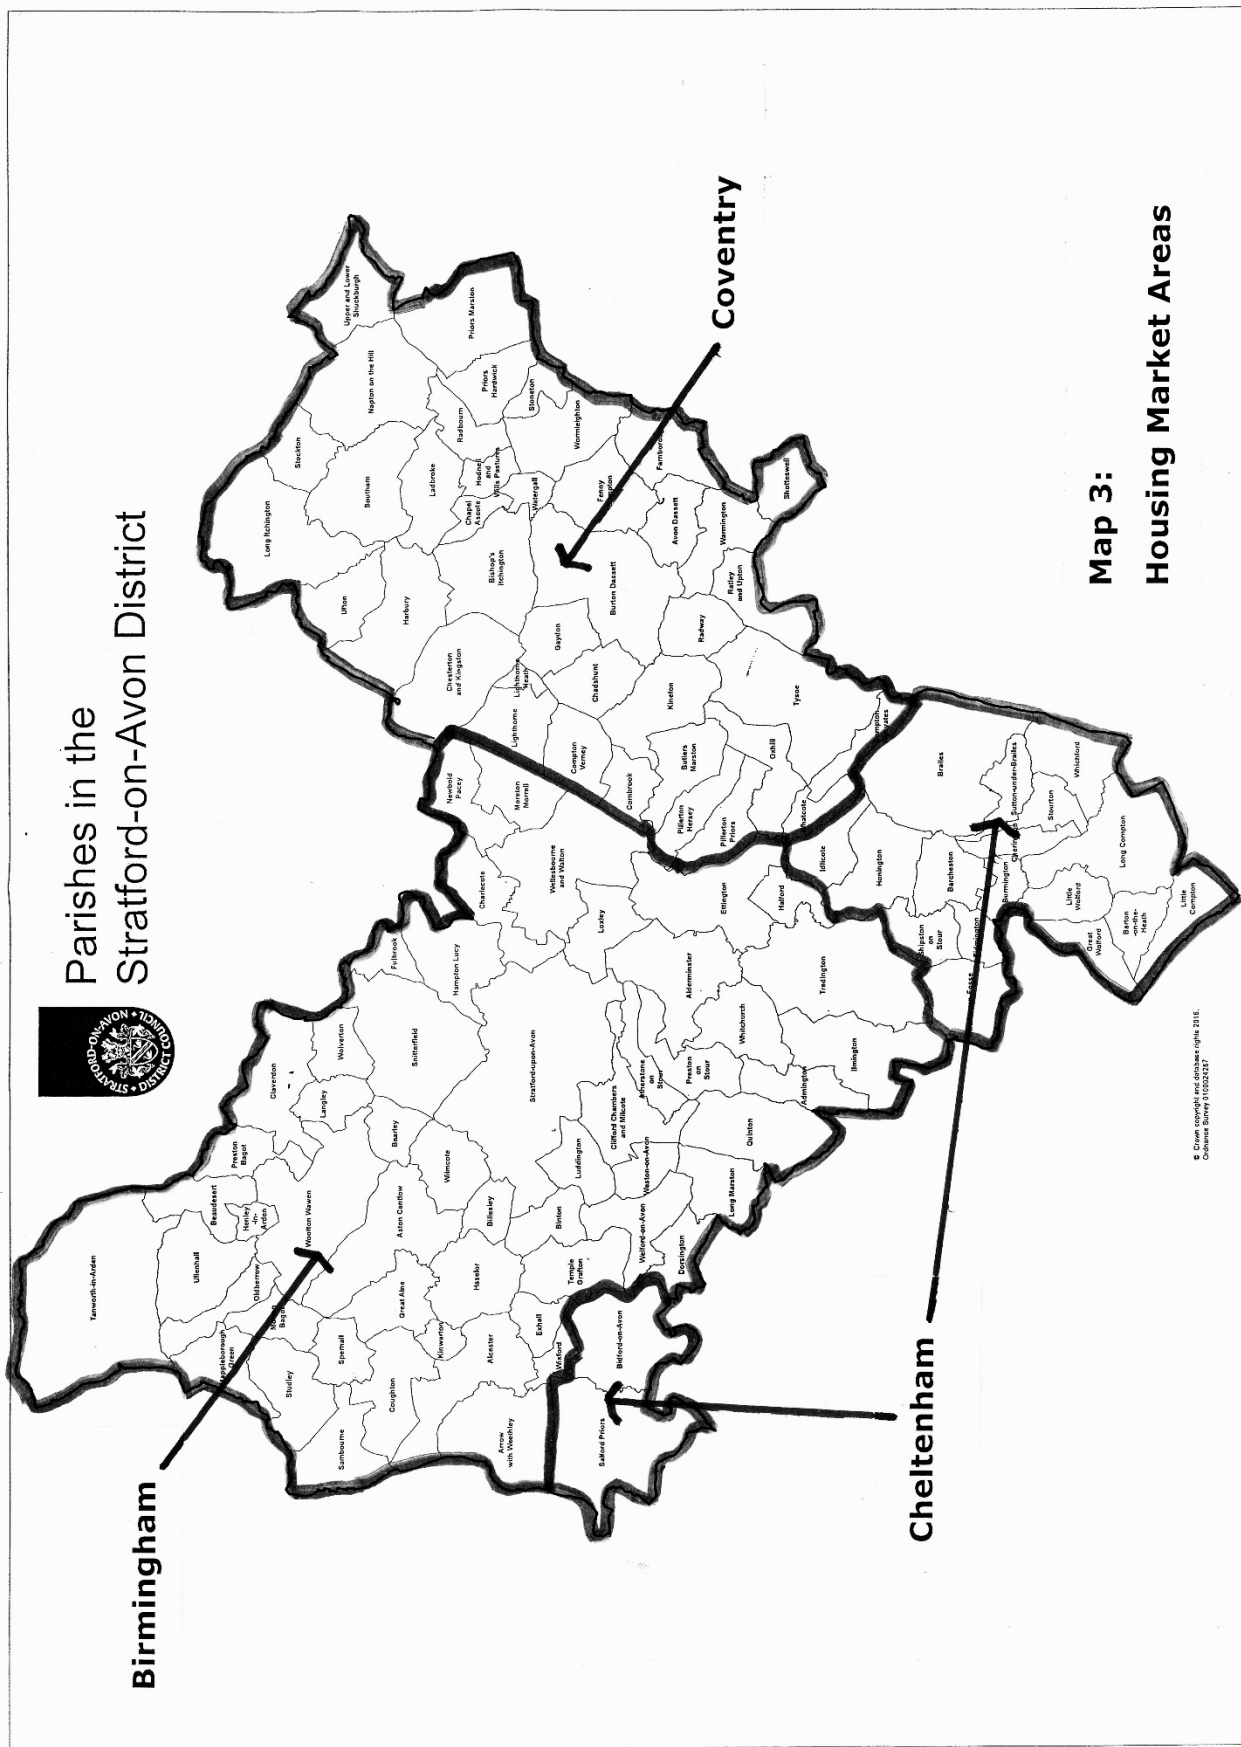 Parishes in the
Stratford-on-Avon District
STRATFORD-ON-AVON
DISTRICT COUNCIL
Birmingham
Coventry
Cheltenham
Map 3:
Housing Market Areas
Tanworth-in-Arden
Ullenhall
Beaudesert
Henley
-in-
Arden
Preston
Bagot
Claverdon
Oldberrow
Wootton Wawen
Langley
Wolverton
Studley
Spernall
Sambourne
Coughton
Great Alne
Kinwarton
Aston Cantlow
Bearley
Snitterfield
Fulbrook
Hampton Lucy
Wilmcote
Alcester
Haselor
Billesley
Arrow
with Weethley
Exhall
Wixford
Temple
Grafton
Binton
Stratford-upon-Avon
Luddington
Salford Priors
Bidford-on-Avon
Welford-on-Avon
Weston-on-Avon
Clifford Chambers
and Milcote
Atherstone
on
Stour
Dorsington
Long Marston
Quinton
Preston
on
Stour
Whitchurch
Alderminster
Admington
Ilmington
Tredington
Ettington
Halford
Loxley
Charlecote
Wellesbourne
and Walton
Newbold
Pacey
Moreton
Morrell
Lighthorne
Lighthorne
Heath
Compton
Verney
Combrook
Chesterton
and Kingston
Chadshunt
Gaydon
Kineton
Butlers
Marston
Pillerton
Hersey
Pillerton
Priors
Oxhill
Tysoe
Radway
Ratley
and Upton
Warmington
Shotteswell
Avon Dassett
Burton Dassett
Fenny
Wormleighton
Watergall
Stoneton
Bishop's
Itchington
Chapel
Ascote
Hodnell
and
Wills Pastures
Radbourn
Priors
Hardwick
Priors Marston
Ladbroke
Harbury
Ufton
Southam
Long Itchington
Stockton
Napton on the Hill
Upper and Lower
Shuckburgh
Idlicote
Honington
Barcheston
Shipston
on
Stour
Burmington
Brailes
Sutton-under-Brailes
Stourton
Whichford
Long Compton
Little
Wolford
Great
Wolford
Barton
-on-the-
Heath
Little
Compton
© Crown copyright and database rights 2016.
Ordnance Survey 0100024287